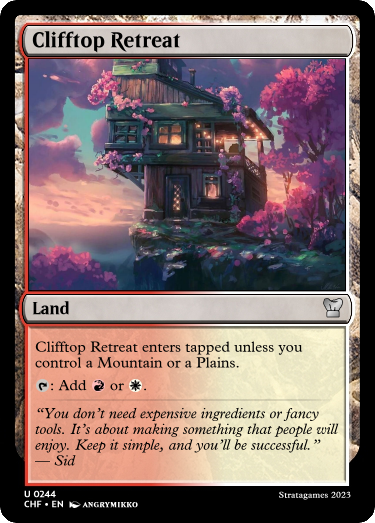 Clifftop Retreat
Land
Clifftop Retreat enters tapped unless you
control a Mountain or a Plains.
: Add or .
“You don't need expensive ingredients or fancy
tools. It's about making something that people will
enjoy. Keep it simple, and you'll be successful.”
— Sid
U 0244
Stratagames 2023
CHF • EN ANGRYMIKKO